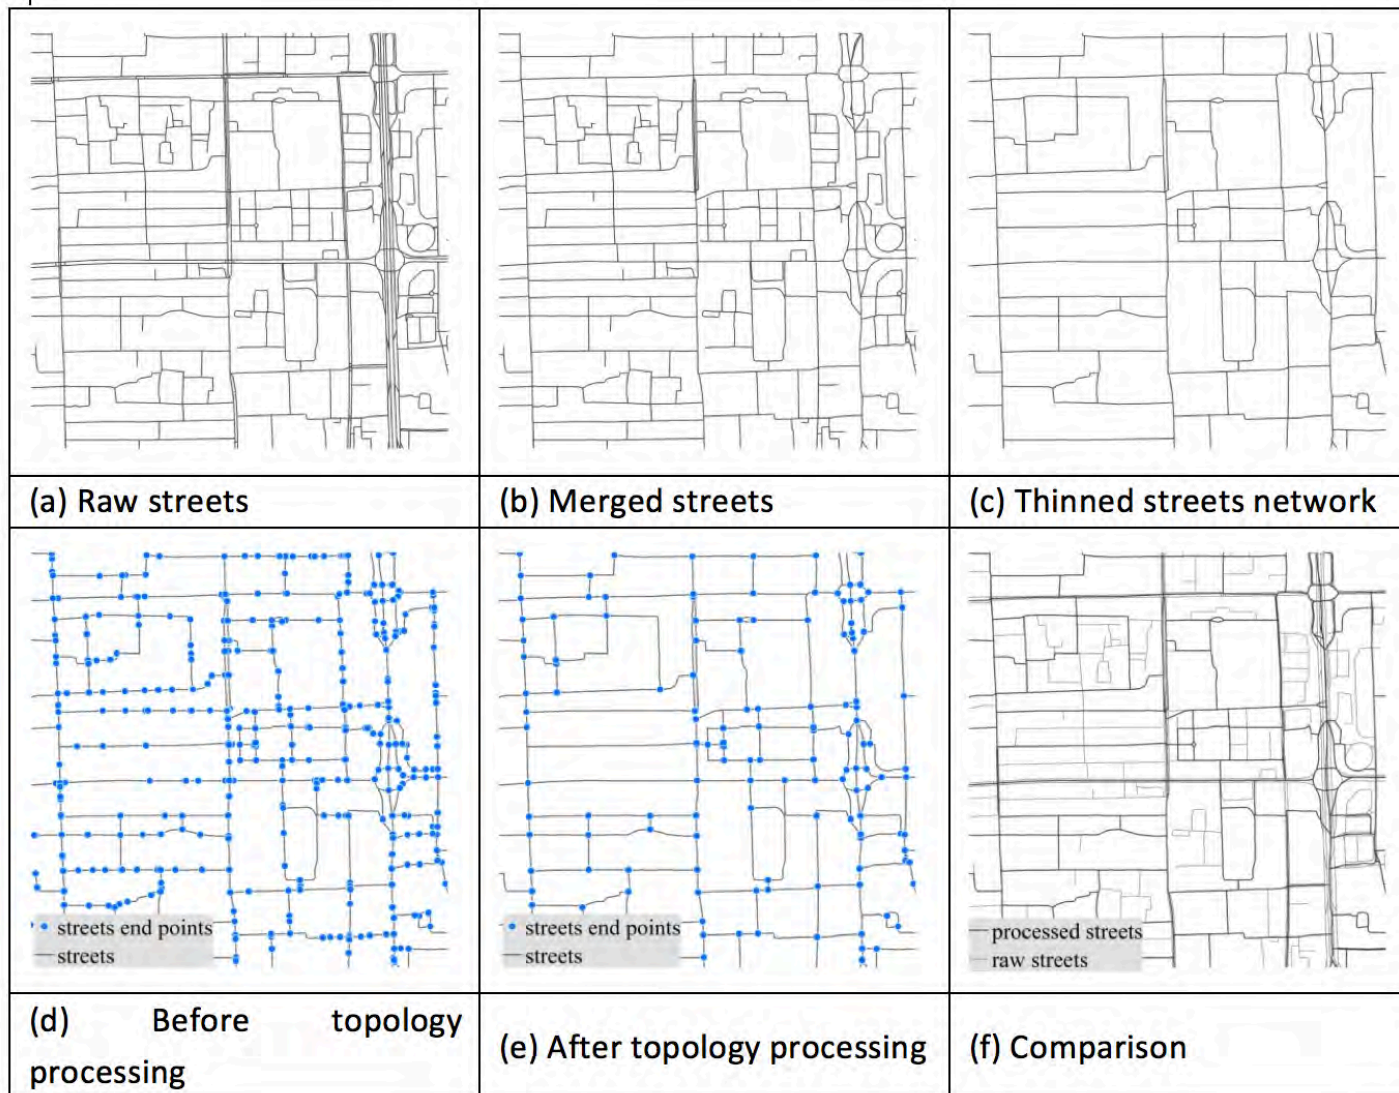 (a) Raw streets
(b) Merged streets
(c) Thinned streets network
streets end points
streets
streets end points
streets
processed streets
raw streets
(d) Before topology
processing
(e) After topology processing
(f) Comparison